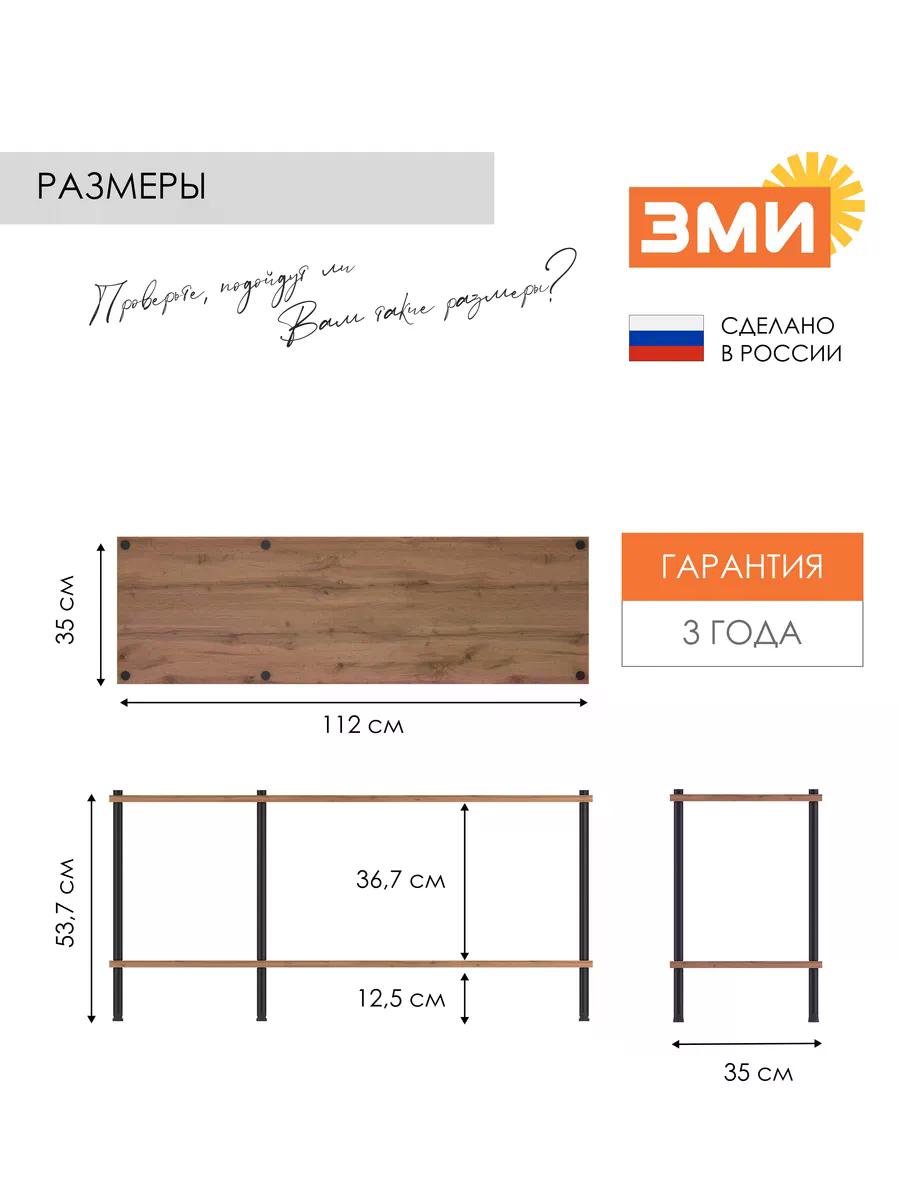 РАЗМЕРЫ
ЗМИ
Проверьте, подойдут ли
Вам такие размеры?
СДЕЛАНО
В РОССИИ
35 см
112 см
ГАРАНТИЯ
3 ГОДА
53,7 см
36,7 см
12,5 см
35 см